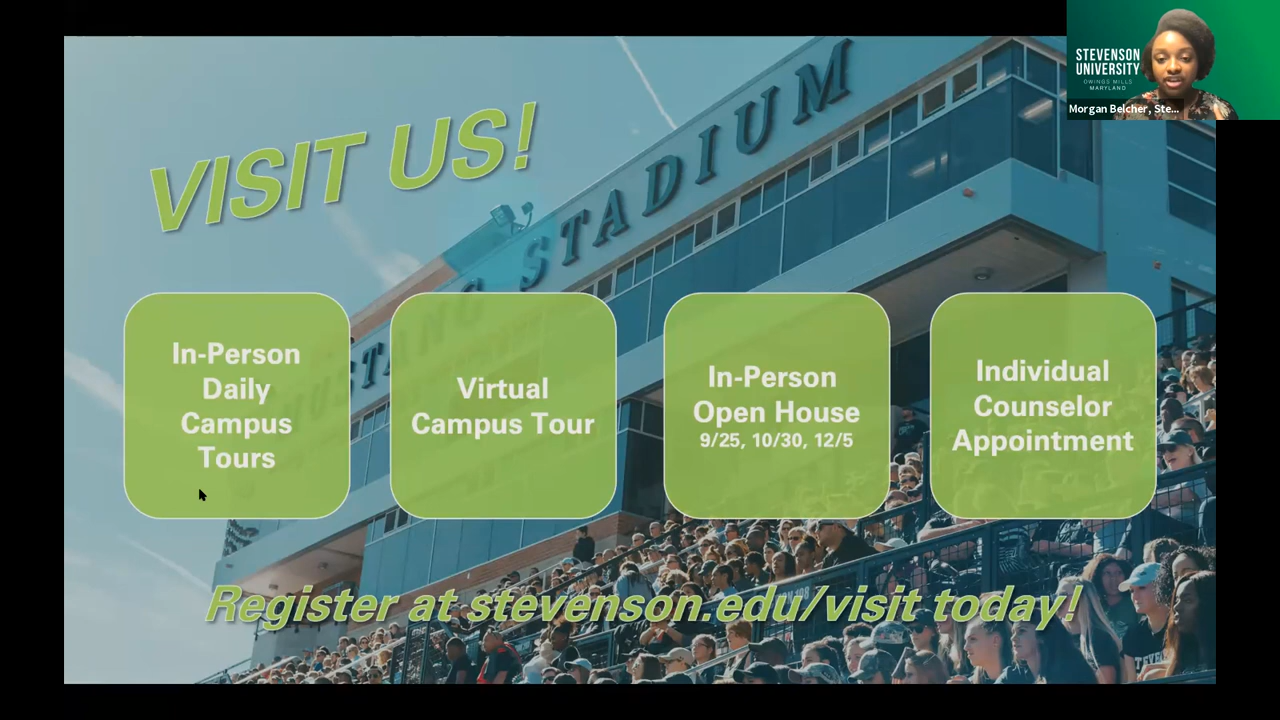 STEVENSON
UNIVERSITY
OWINGS MILLS
MARYLAND
Morgan Belcher, Ste...
VISIT US!
MUSTANG STADIUM
In-Person
Daily
Campus
Tours
Virtual
Campus Tour
In-Person
Open House
9/25, 10/30, 12/5
Individual
Counselor
Appointment
Register at stevenson.edu/visit today!